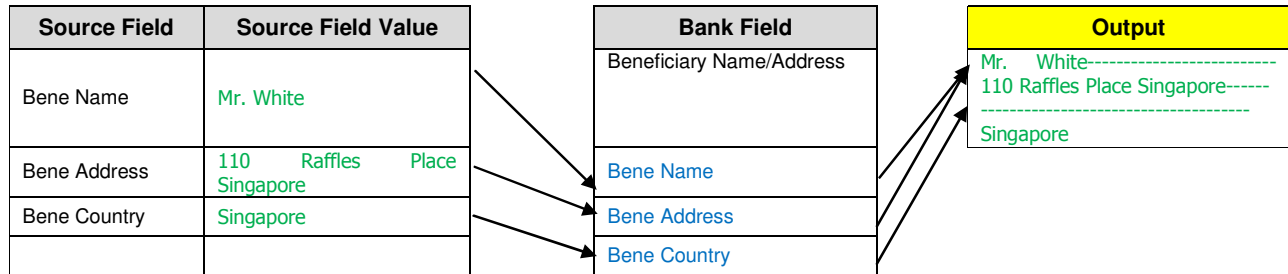 Source Field
Source Field Value
Bene Name
Mr. White
Bene Address
110 Raffles Place
Singapore
Bene Country
Singapore
Bank Field
Beneficiary Name/Address
Bene Name
Bene Address
Bene Country
Output
Mr. White--------------------------
110 Raffles Place Singapore------
-------------------------------------
Singapore